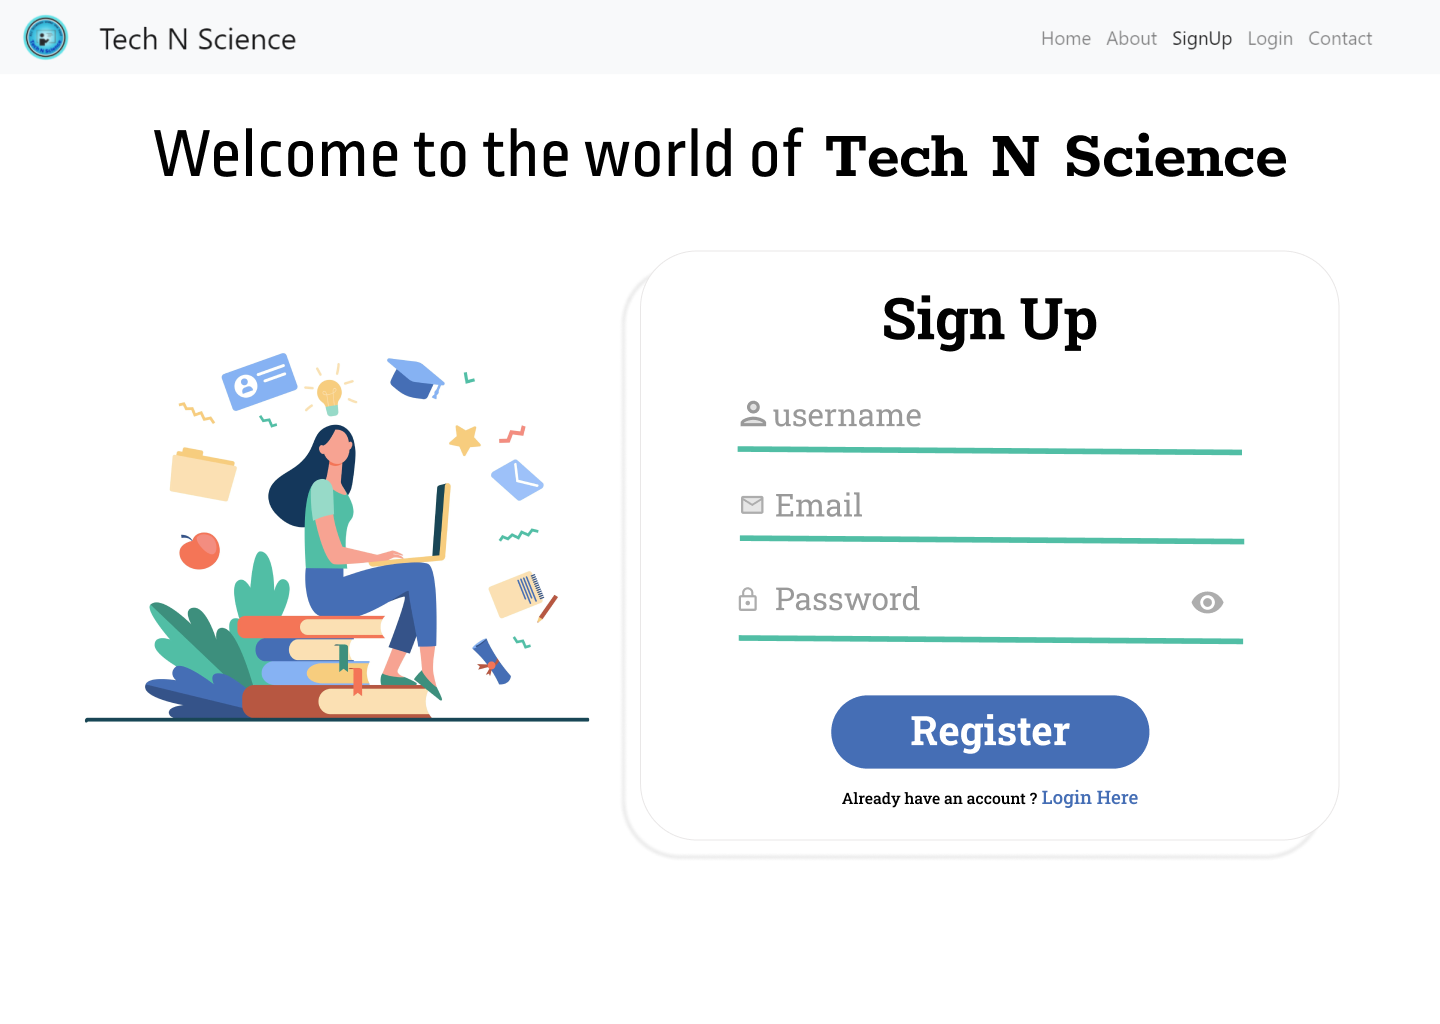 Tech N Science
Home About SignUp Login Contact
Welcome to the world of Tech N Science
Sign Up
username
Email
Password
Register
Already have an account ? Login Here